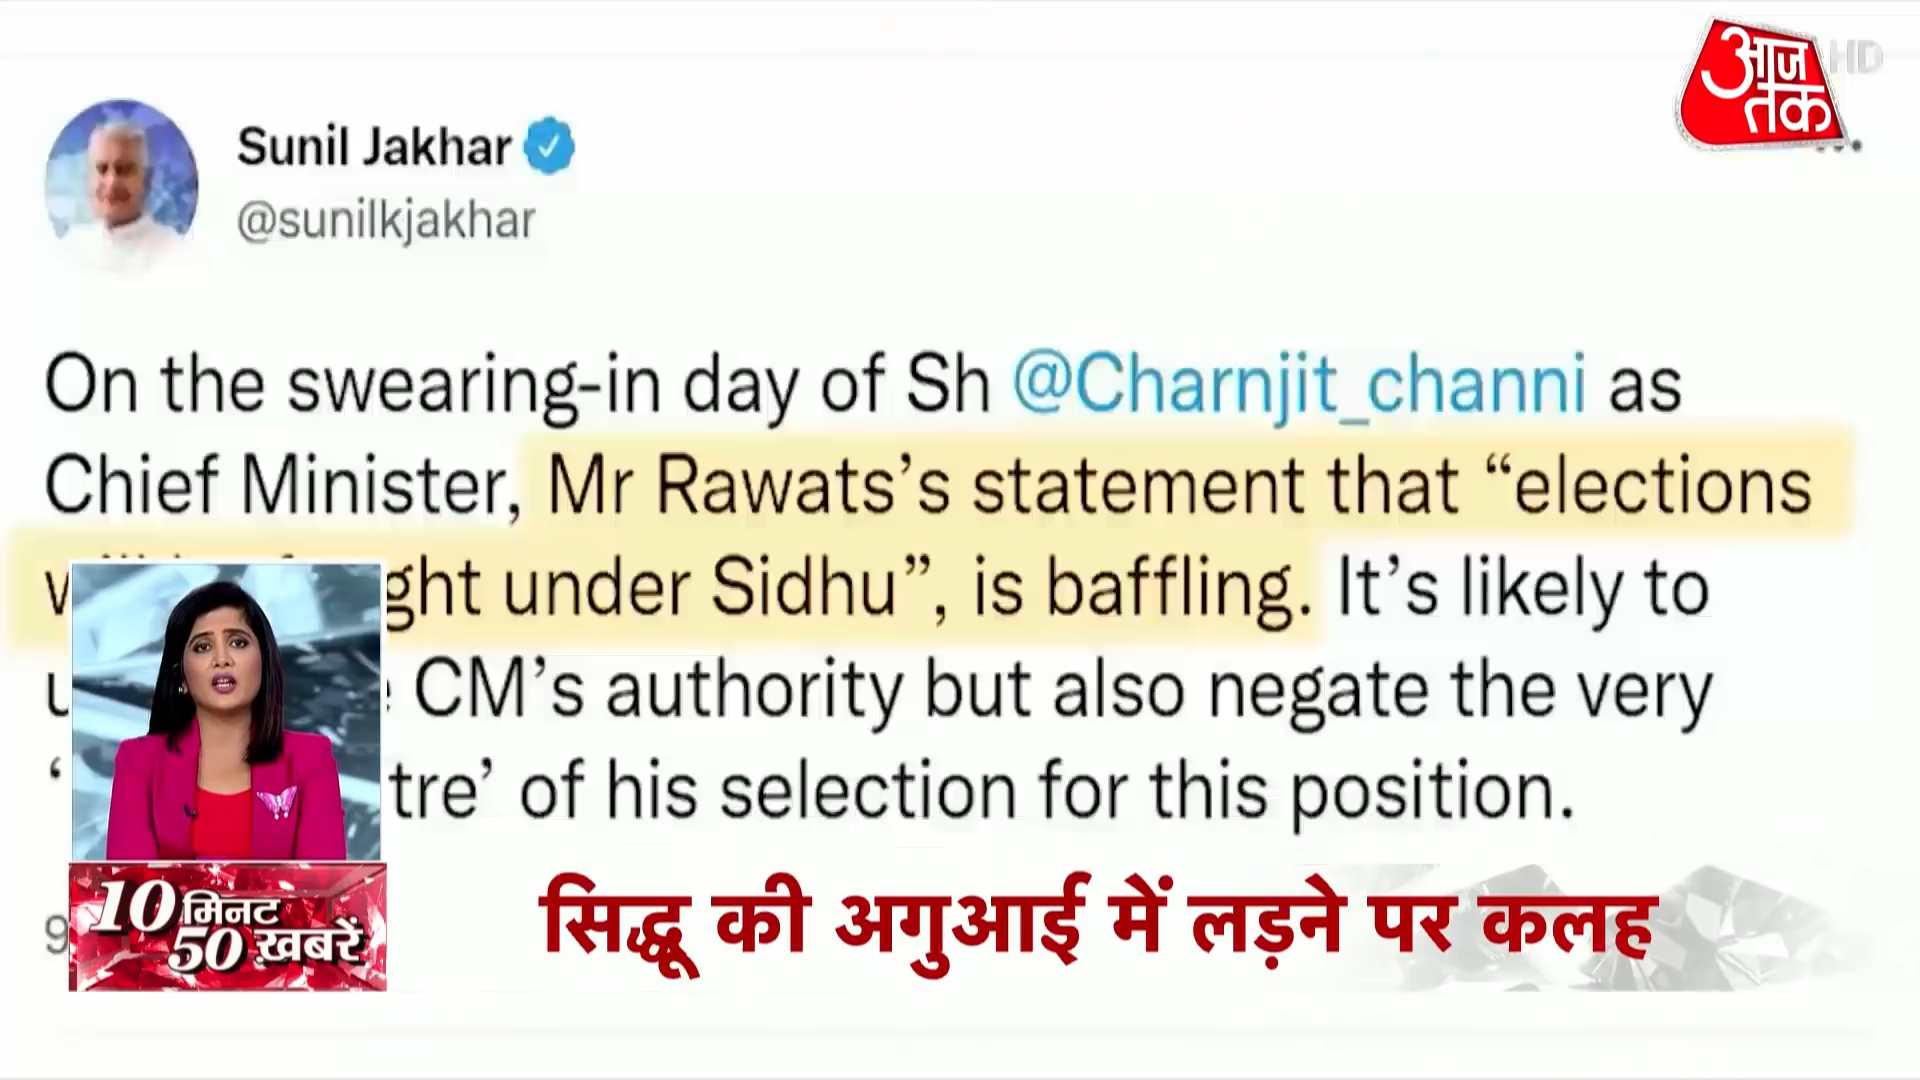 आज तक HD
Sunil Jakhar
@sunilkjakhar
On the swearing-in day of Sh @Charnjit_channi as
Chief Minister, Mr Rawats’s statement that “elections
ght under Sidhu”, is baffling. It’s likely to
CM’s authority but also negate the very
tre’ of his selection for this position.
9
10 मिनट
50 ख़बरें
सिद्धू की अगुआई में लड़ने पर कलह